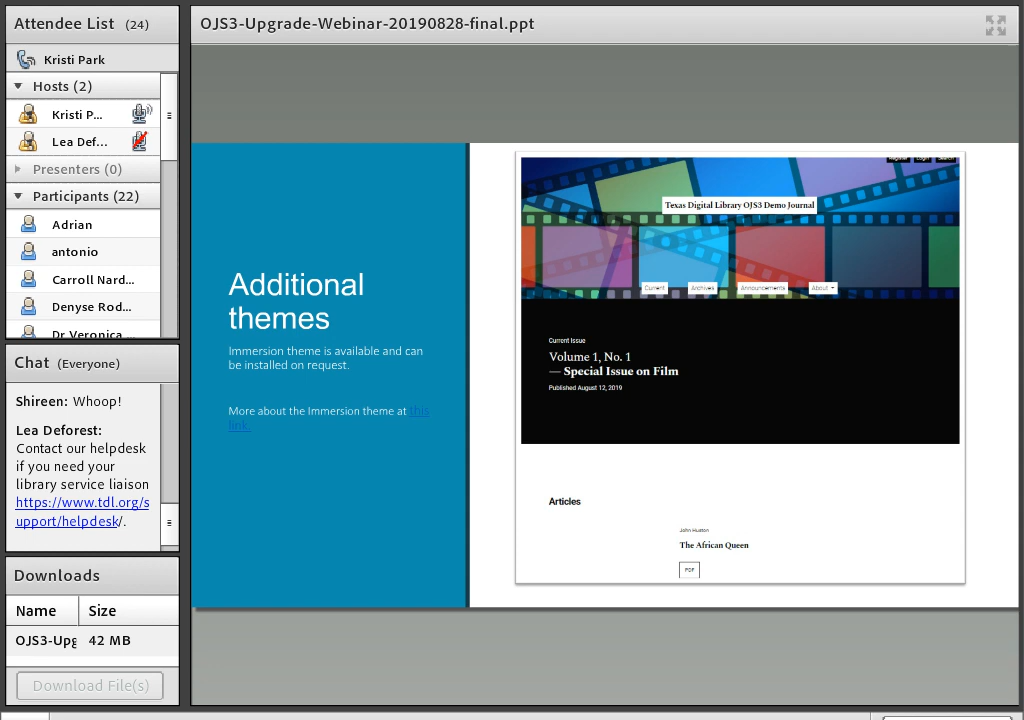 Attendee List (24)
Kristi Park
Hosts (2)
Kristi P...
Lea Def...
Presenters (0)
Participants (22)
Adrian
antonio
Carroll Nard...
Denyse Rod...
Dr Veronica ...
Chat (Everyone)
Shireen: Whoop!
Lea Deforest:
Contact our helpdesk
if you need your
library service liaison
https://www.tdl.org/s
upport/helpdesk/.
Downloads
Name Size
OJS3-Upg 42 MB
Download File(s)
OJS3-Upgrade-Webinar-20190828-final.ppt
Additional
themes
Immersion theme is available and can
be installed on request.
More about the Immersion theme at this
link.
Register Login Search
Texas Digital Library OJS3 Demo Journal
Current Archives Announcements About
Current Issue
Volume 1, No. 1
— Special Issue on Film
Published August 12, 2019
Articles
John Huston
The African Queen
PDF